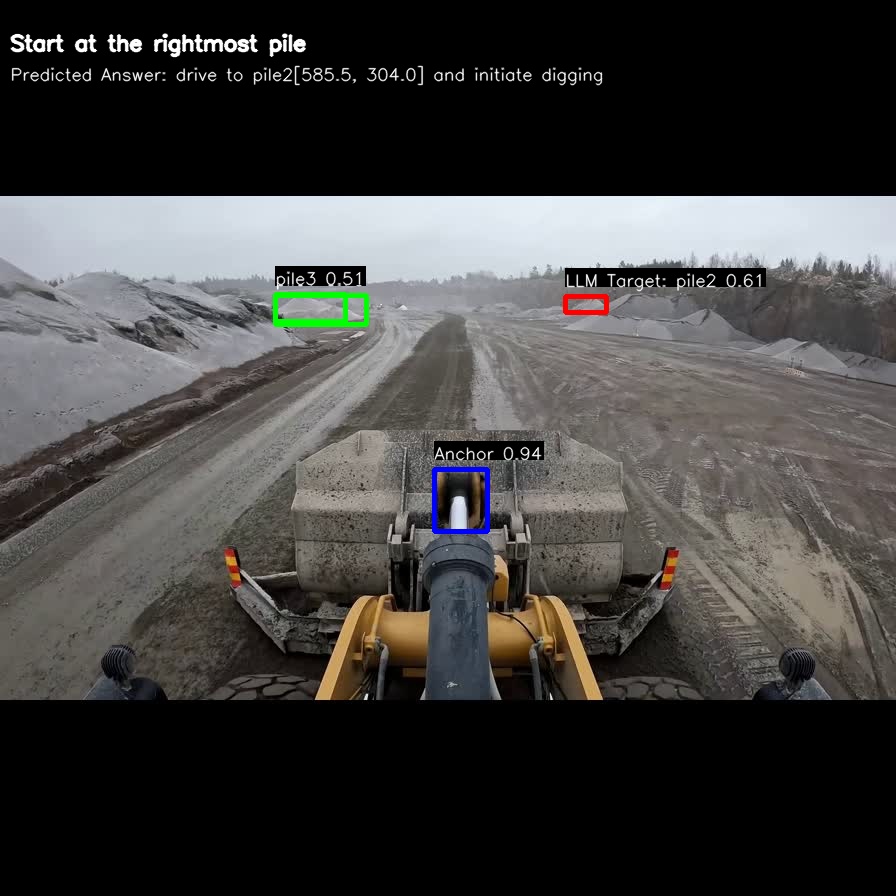 Start at the rightmost pile
Predicted Answer: drive to pile2[585.5, 304.0] and initiate digging
pile3 0.51
LLM Target: pile2 0.61
Anchor 0.94